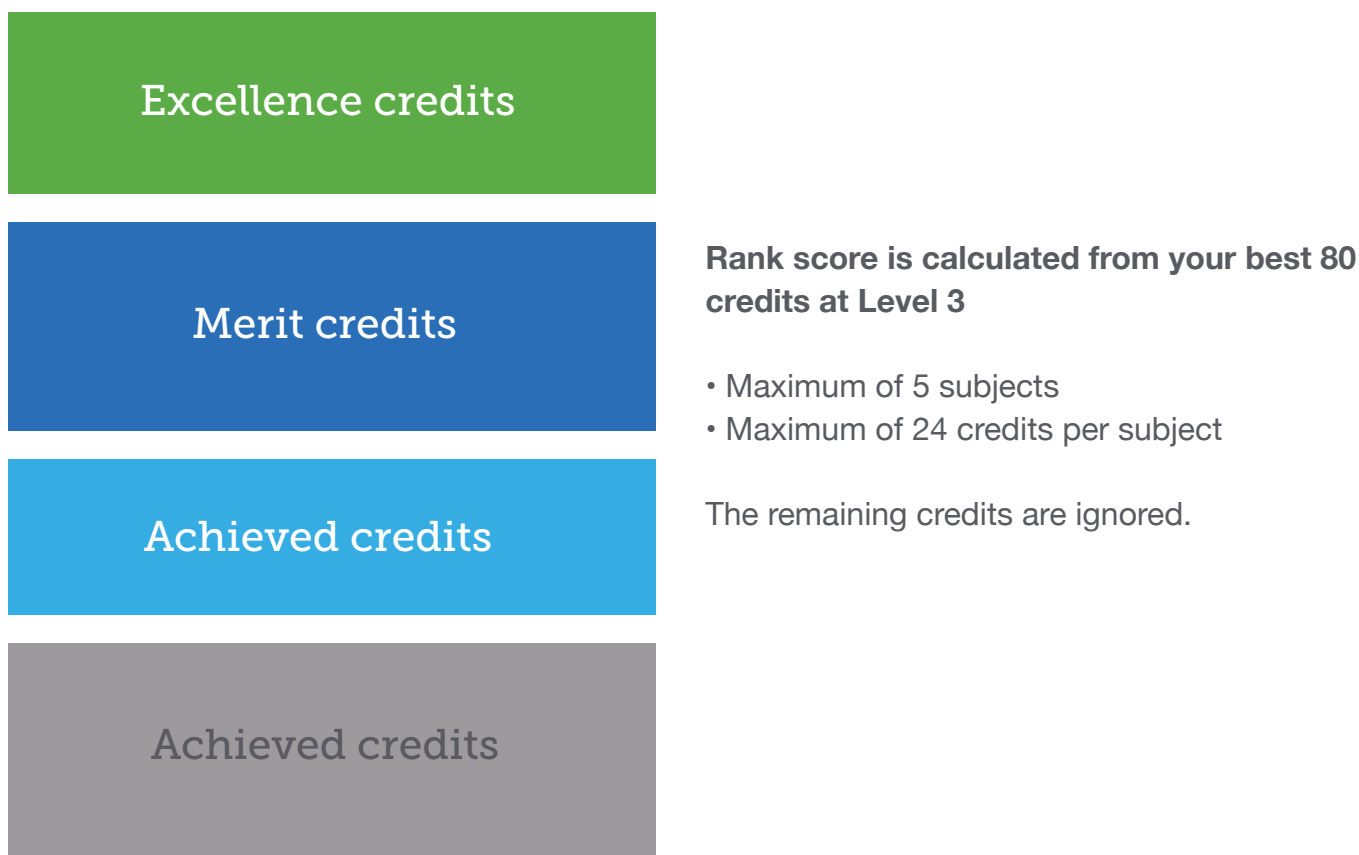 Excellence credits
Merit credits
Achieved credits
Achieved credits
Rank score is calculated from your best 80
credits at Level 3
• Maximum of 5 subjects
• Maximum of 24 credits per subject
The remaining credits are ignored.